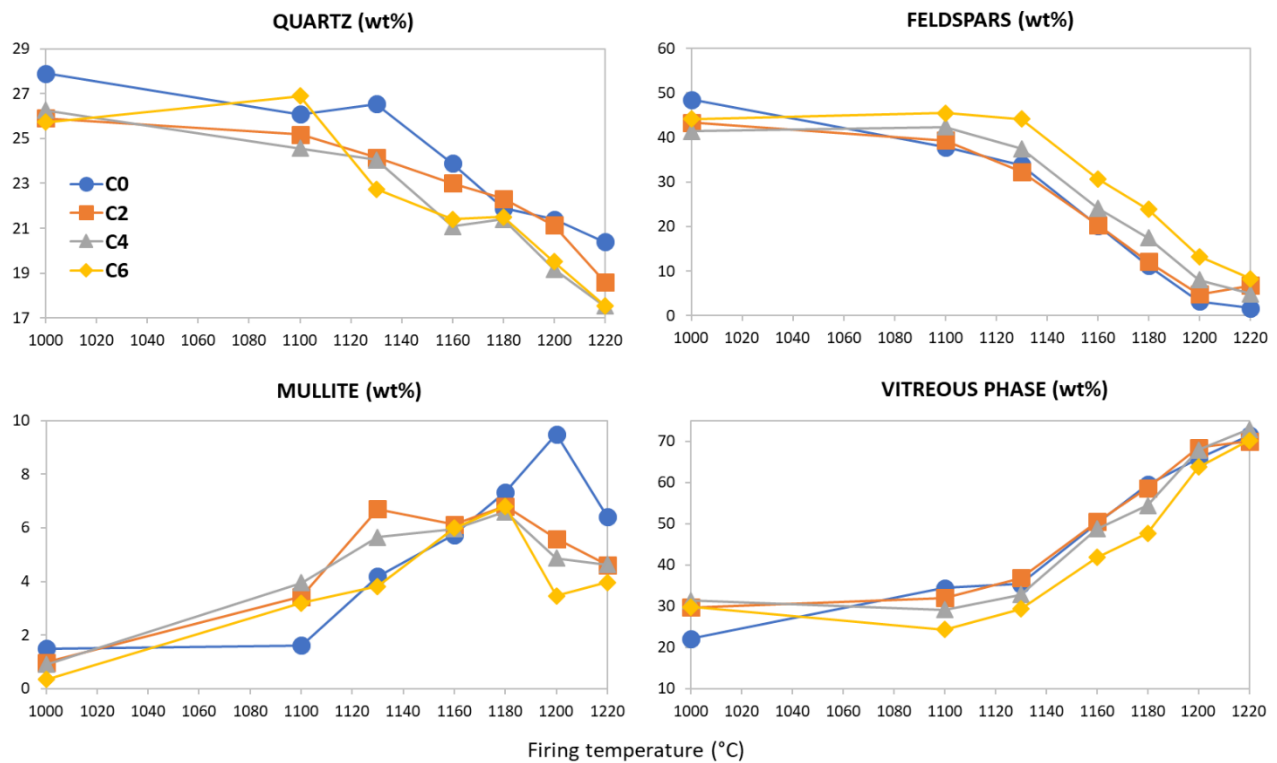 QUARTZ (wt%)
29
27
25
23
21
19
17
C0
C2
C4
C6
1000 1020 1040 1060 1080 1100 1120 1140 1160 1180 1200 1220
FELDSPARS (wt%)
60
50
40
30
20
10
0
1000 1020 1040 1060 1080 1100 1120 1140 1160 1180 1200 1220
MULLITE (wt%)
10
8
6
4
2
0
1000 1020 1040 1060 1080 1100 1120 1140 1160 1180 1200 1220
VITREOUS PHASE (wt%)
70
60
50
40
30
20
10
1000 1020 1040 1060 1080 1100 1120 1140 1160 1180 1200 1220
Firing temperature (°C)